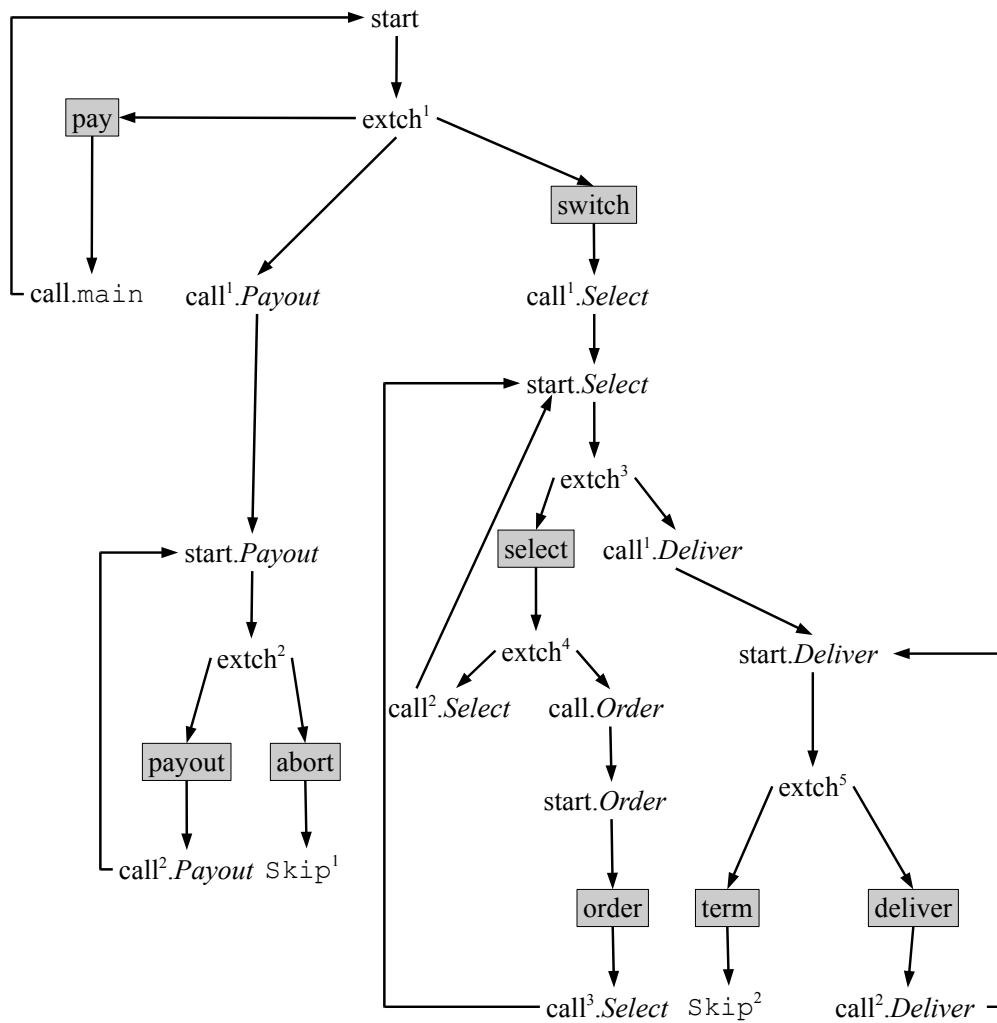 start
pay
extch¹
switch
call.main
call¹.Payout
call¹.Select
start.Select
extch³
select
call¹.Deliver
start.Payout
extch⁴
start.Deliver
extch²
call².Select
call.Order
payout
abort
extch⁵
start.Order
call².Payout
Skip¹
order
term
deliver
call³.Select
Skip²
call².Deliver